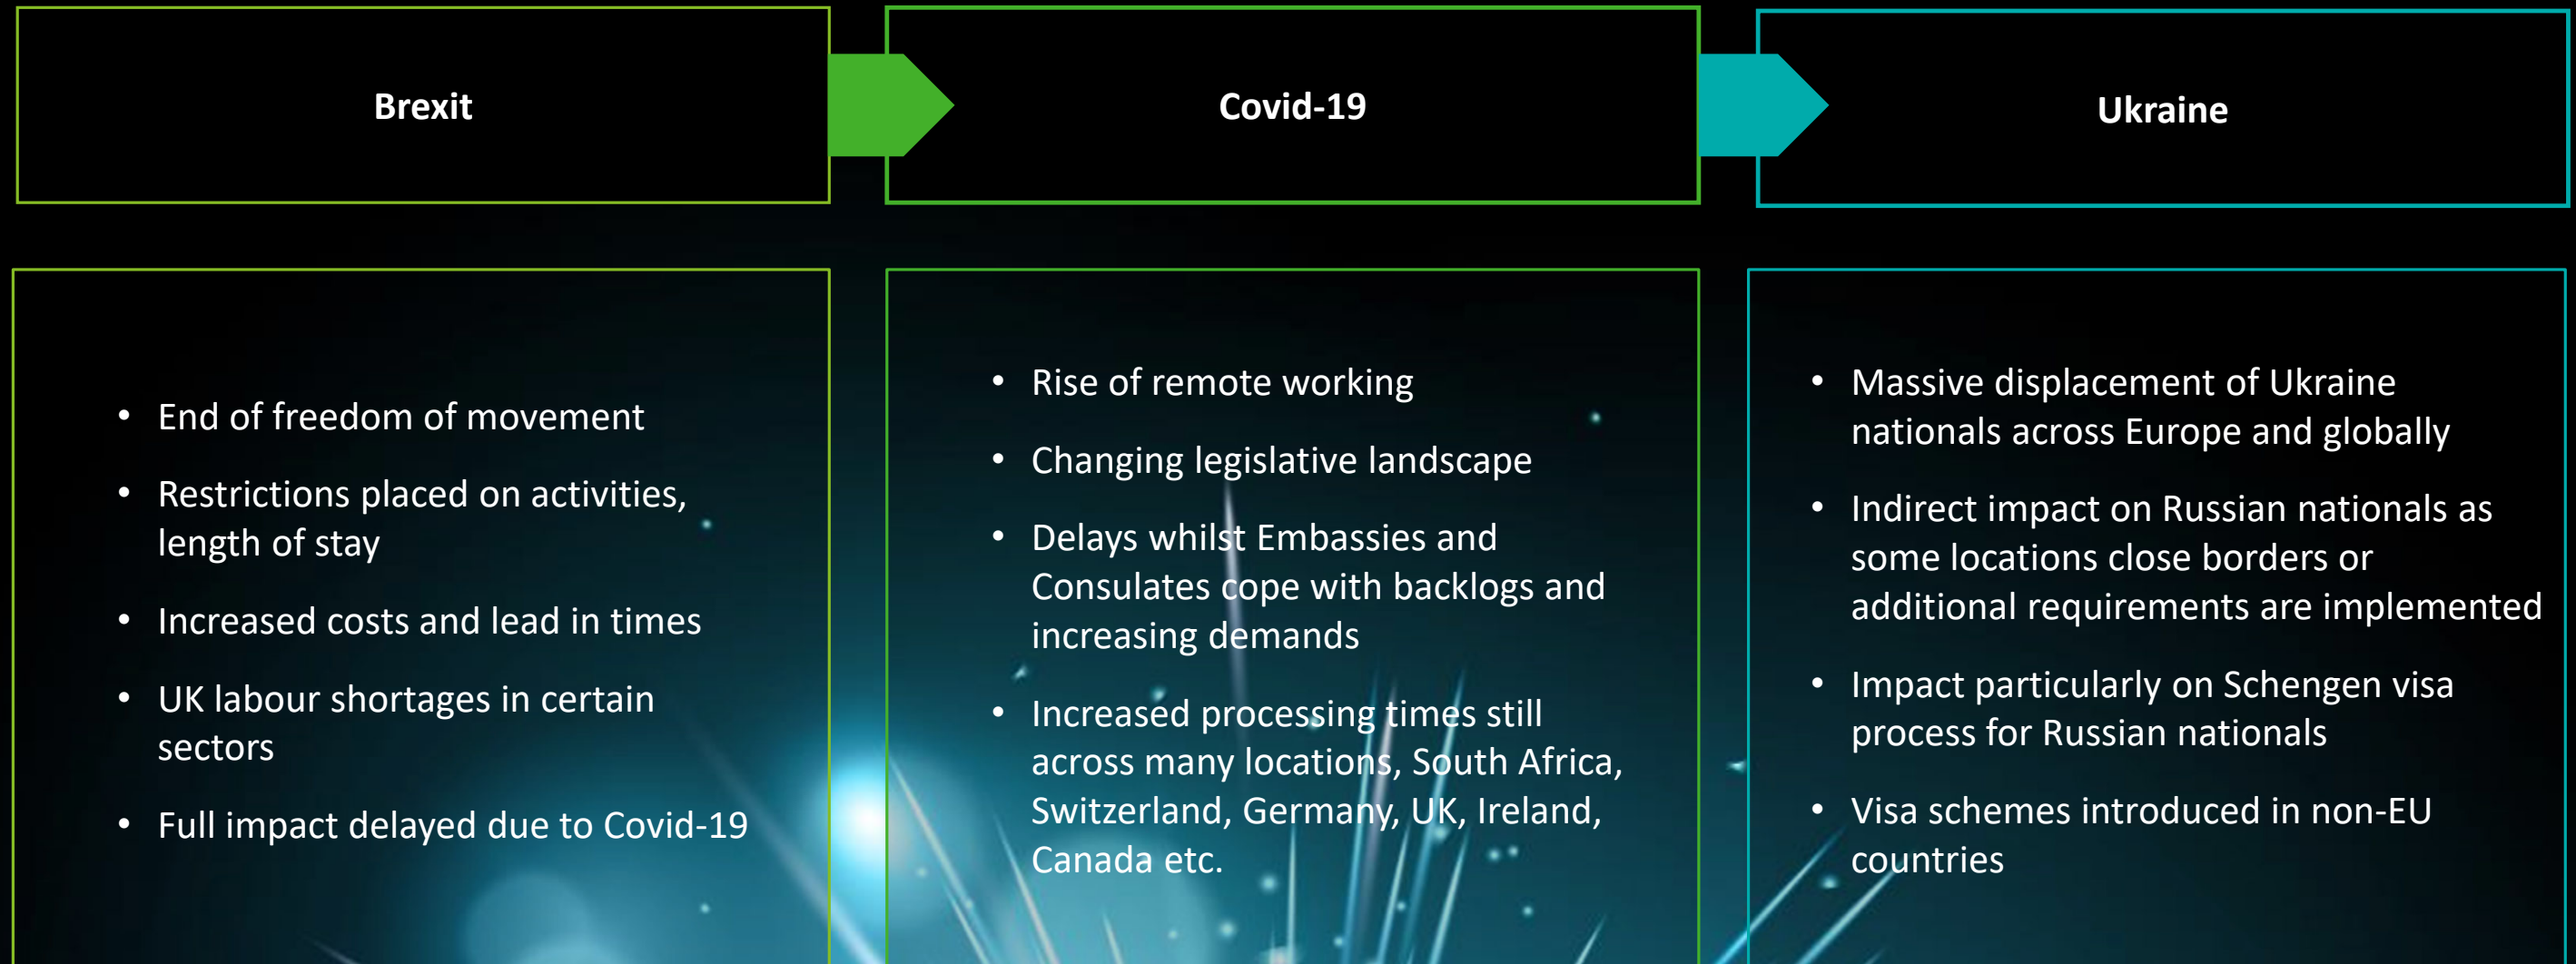 Brexit
Covid-19
Ukraine
• End of freedom of movement
• Restrictions placed on activities,
length of stay
• Increased costs and lead in times
• UK labour shortages in certain
sectors
• Full impact delayed due to Covid-19
• Rise of remote working
• Changing legislative landscape
• Delays whilst Embassies and
Consulates cope with backlogs and
increasing demands
• Increased processing times still
across many locations, South Africa,
Switzerland, Germany, UK, Ireland,
Canada etc.
• Massive displacement of Ukraine
nationals across Europe and globally
• Indirect impact on Russian nationals as
some locations close borders or
additional requirements are implemented
• Impact particularly on Schengen visa
process for Russian nationals
• Visa schemes introduced in non-EU
countries